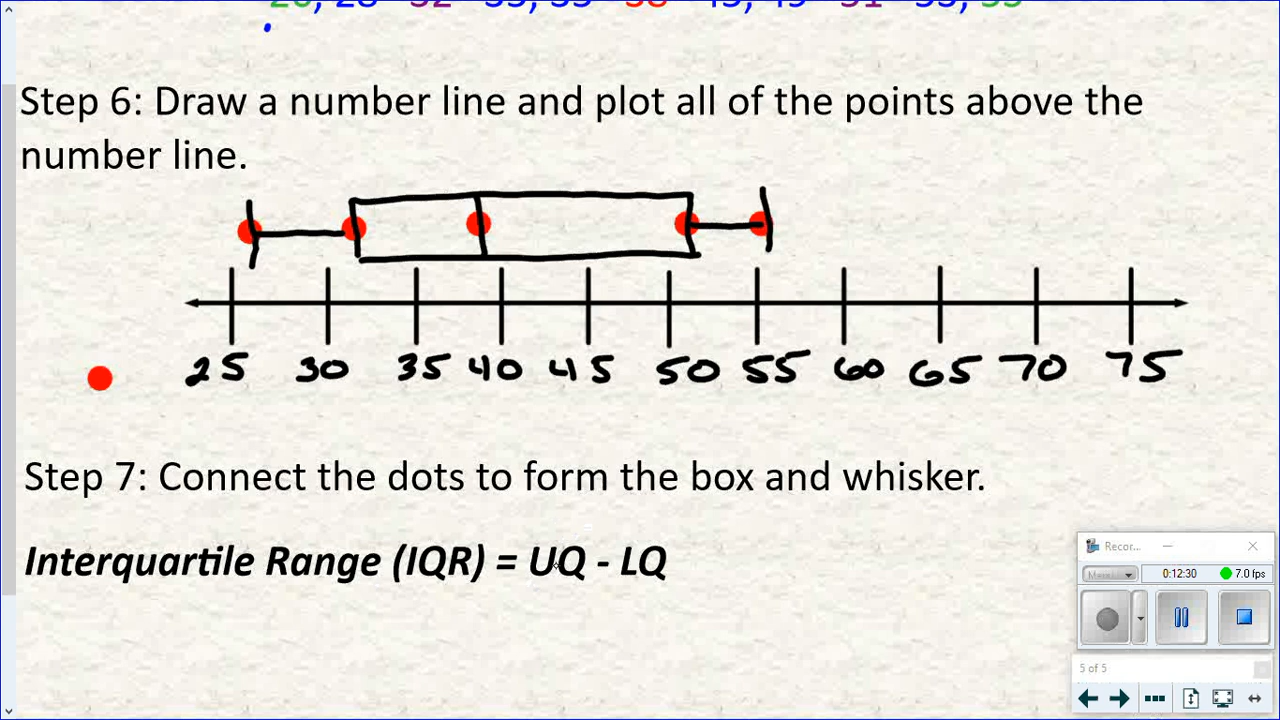 Step 6: Draw a number line and plot all of the points above the
number line.
25 30 35 40 45 50 55 60 65 70 75
Step 7: Connect the dots to form the box and whisker.
Interquartile Range (IQR) = UQ - LQ
Recor...
0:12:30 7.0 fps
5 of 5